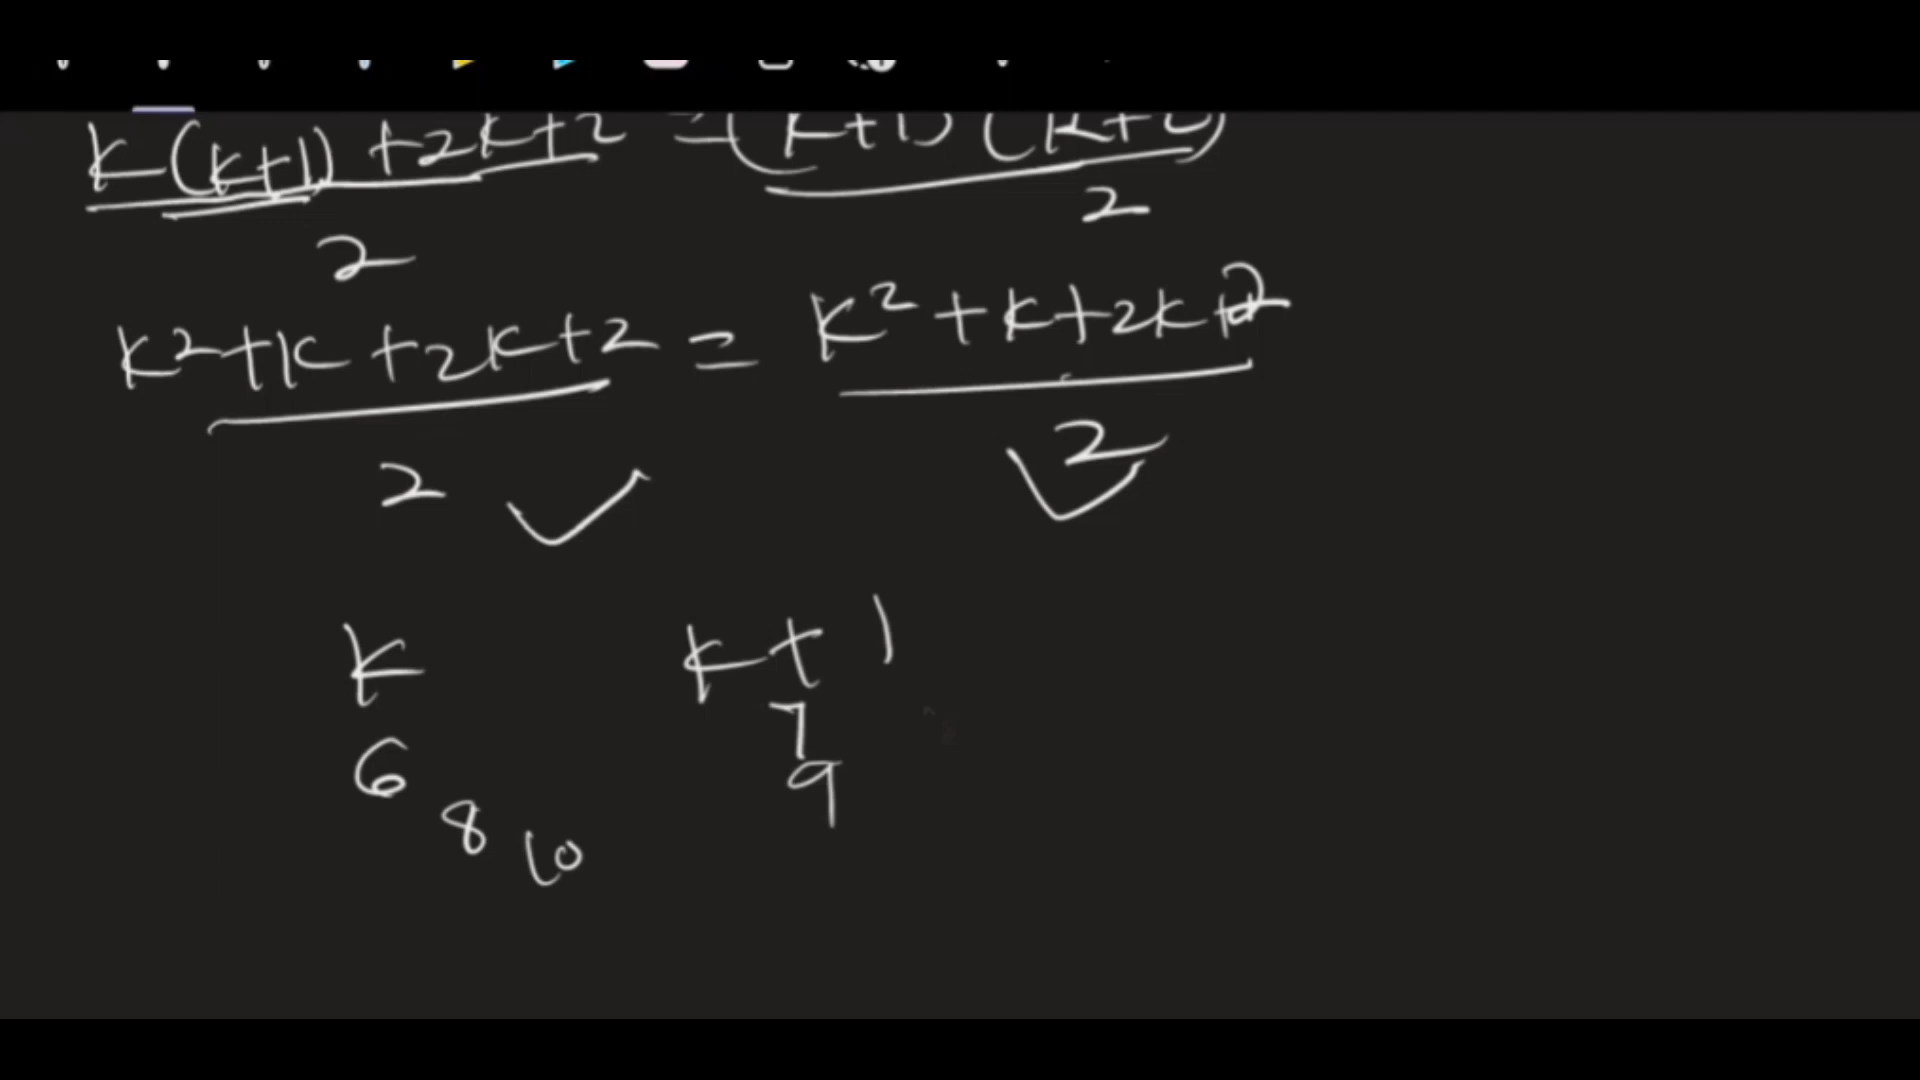 k(k+1)+2k+2 = (k+1)(k+2)
2 2
k²+k+2k+2 = k²+k+2k+2
2 2
k k+1
6 7
8 9
10